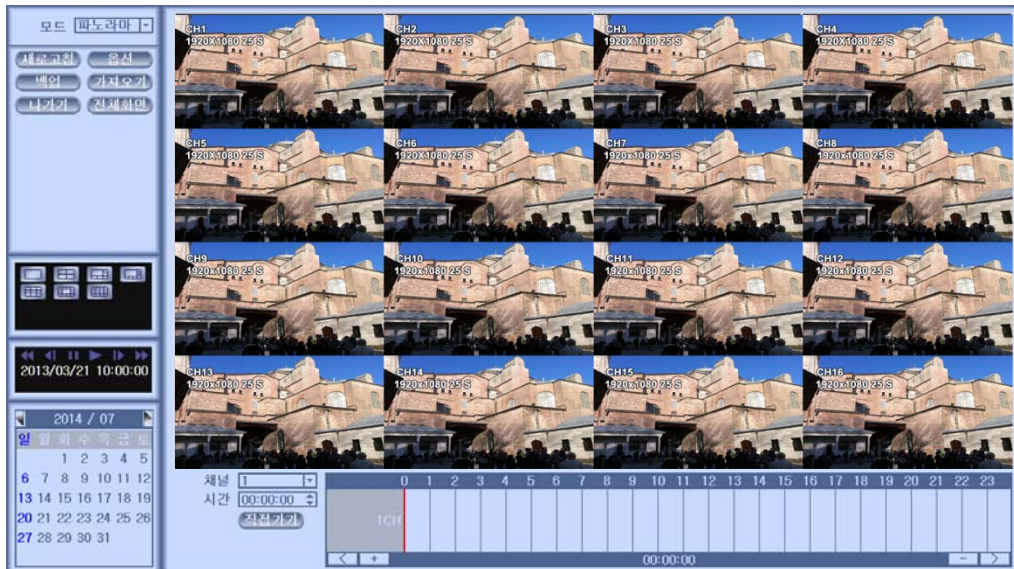 모드 파노라마
새로고침 옵션
백업 가져오기
나가기 전체화면
2013/03/21 10:00:00
2014 / 07
일 월 화 수 목 금 토
1 2 3 4 5
6 7 8 9 10 11 12
13 14 15 16 17 18 19
20 21 22 23 24 25 26
27 28 29 30 31
CH1
1920X1080 25 S
CH2
1920X1080 25 S
CH3
1920X1080 25 S
CH4
1920X1080 25 S
CH5
1920X1080 25 S
CH6
1920X1080 25 S
CH7
1920X1080 25 S
CH8
1920x1080 25 S
CH9
1920x1080 25 S
CH10
1920x1080 25 S
CH11
1920x1080 25 S
CH12
1920x1080 25 S
CH13
1920x1080 25 S
CH14
1920x1080 25 S
CH15
1920x1080 25 S
CH16
1920x1080 25 S
채널 1
시간 00:00:00
직접가기
0 1 2 3 4 5 6 7 8 9 10 11 12 13 14 15 16 17 18 19 20 21 22 23
1CH
< + 00:00:00 - >